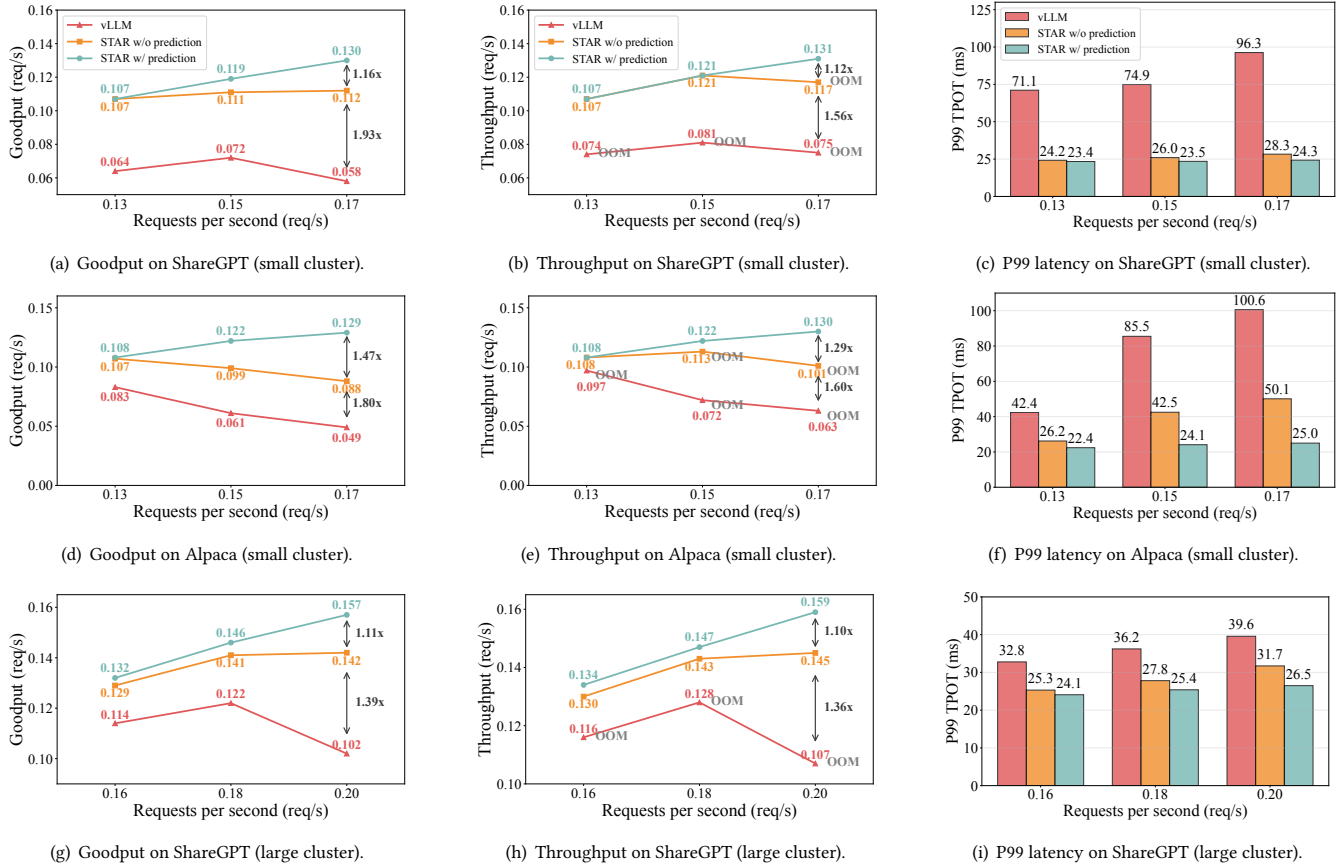 0.16
0.14
0.12
0.10
0.08
0.06
Goodput (req/s)
vLLM
STAR w/o prediction
STAR w/ prediction
0.107
0.119
0.130
0.107
0.111
0.112
0.064
0.072
0.058
1.16x
1.93x
0.13
0.15
0.17
Requests per second (req/s)
(a) Goodput on ShareGPT (small cluster).
0.16
0.14
0.12
0.10
0.08
0.06
Throughput (req/s)
vLLM
STAR w/o prediction
STAR w/ prediction
0.107
0.121
0.131
0.107
0.121
0.117
OOM
0.074
OOM
0.081
OOM
0.075
OOM
1.12x
1.56x
0.13
0.15
0.17
Requests per second (req/s)
(b) Throughput on ShareGPT (small cluster).
125
100
75
50
25
0
P99 TPOT (ms)
vLLM
STAR w/o prediction
STAR w/ prediction
71.1
24.2
23.4
74.9
26.0
23.5
96.3
28.3
24.3
0.13
0.15
0.17
Requests per second (req/s)
(c) P99 latency on ShareGPT (small cluster).
0.15
0.10
0.05
0.00
Goodput (req/s)
0.108
0.122
0.129
0.107
0.099
0.088
0.083
0.061
0.049
1.47x
1.80x
0.13
0.15
0.17
Requests per second (req/s)
(d) Goodput on Alpaca (small cluster).
0.15
0.10
0.05
0.00
Throughput (req/s)
0.108
0.122
0.130
0.108
0.113
OOM
0.101
OOM
OOM
0.097
0.072
OOM
0.063
OOM
1.29x
1.60x
0.13
0.15
0.17
Requests per second (req/s)
(e) Throughput on Alpaca (small cluster).
100
80
60
40
20
0
P99 TPOT (ms)
42.4
26.2
22.4
85.5
42.5
24.1
100.6
50.1
25.0
0.13
0.15
0.17
Requests per second (req/s)
(f) P99 latency on Alpaca (small cluster).
0.16
0.14
0.12
0.10
Goodput (req/s)
0.132
0.146
0.157
0.129
0.141
0.142
0.114
0.122
0.102
1.11x
1.39x
0.16
0.18
0.20
Requests per second (req/s)
(g) Goodput on ShareGPT (large cluster).
0.16
0.14
0.12
0.10
Throughput (req/s)
0.134
0.147
0.159
0.130
0.143
0.145
0.116
OOM
0.128
OOM
0.107
OOM
1.10x
1.36x
0.16
0.18
0.20
Requests per second (req/s)
(h) Throughput on ShareGPT (large cluster).
50
40
30
20
10
0
P99 TPOT (ms)
32.8
25.3
24.1
36.2
27.8
25.4
39.6
31.7
26.5
0.16
0.18
0.20
Requests per second (req/s)
(i) P99 latency on ShareGPT (large cluster).